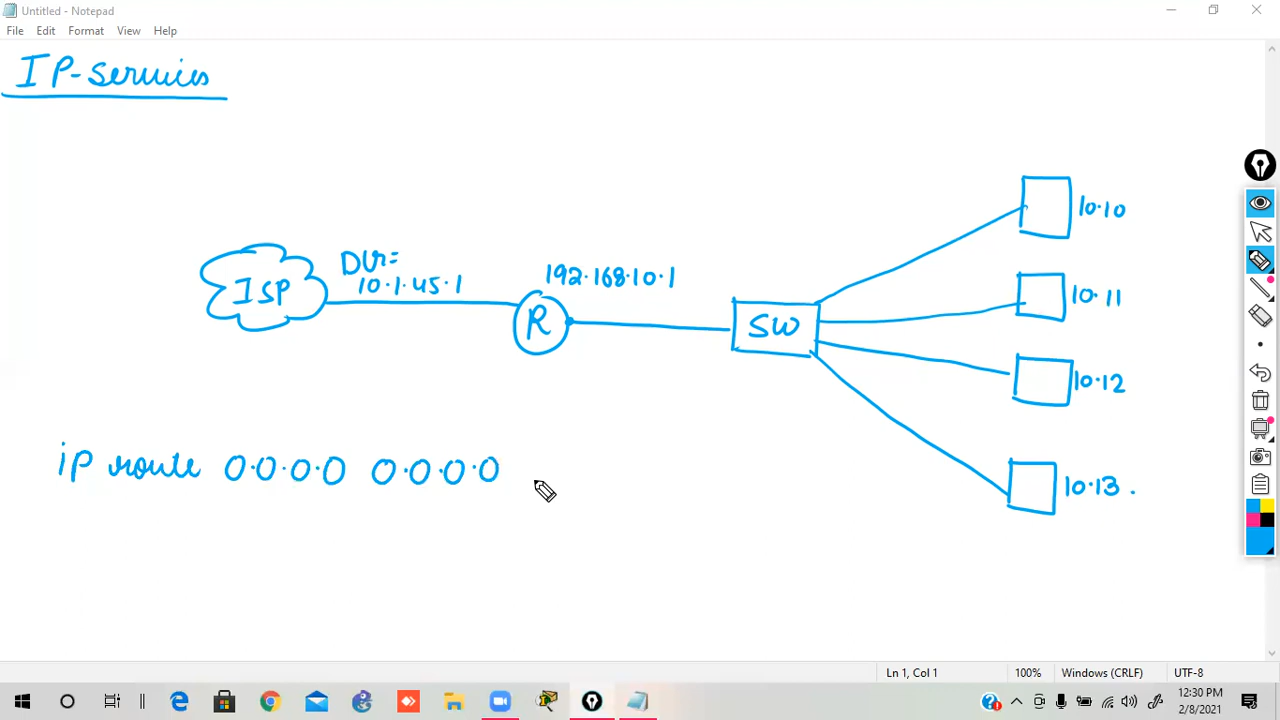 Untitled - Notepad
File Edit Format View Help
IP-services
10.10
192.168.10.1
10.1.45.1
ISP
R
SW
10.11
10.12
ip route 0.0.0.0 0.0.0.0
10.13.
Ln 1, Col 1 100% Windows (CRLF) UTF-8
12:30 PM
2/8/2021